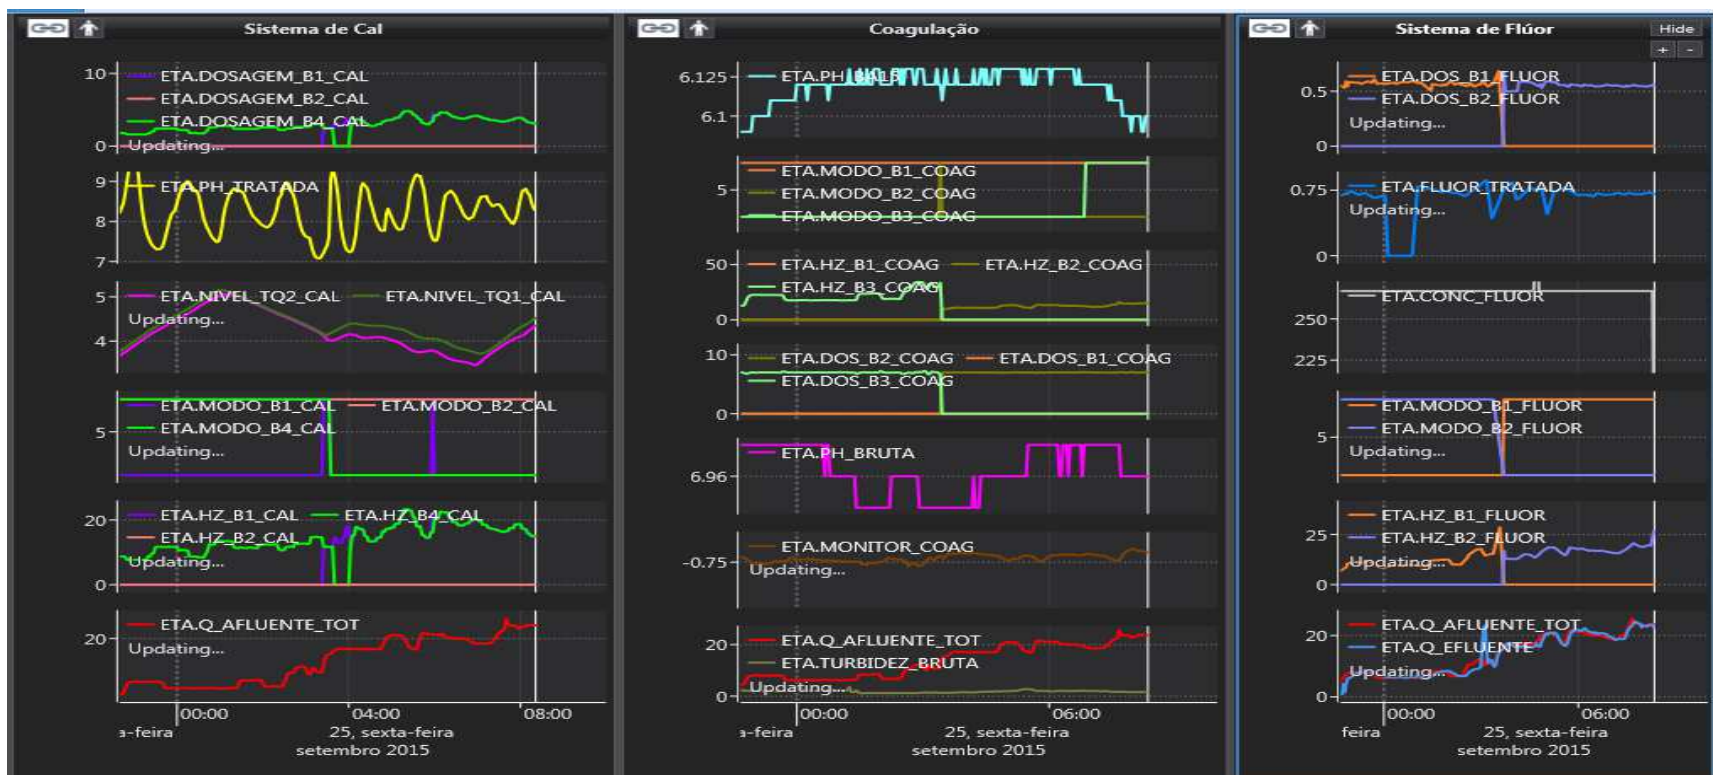 Sistema de Cal
10
ETA.DOSAGEM_B1_CAL
ETA.DOSAGEM_B2_CAL
ETA.DOSAGEM_B4_CAL
0
Updating...
9
ETA.PH_TRATADA
8
7
5
ETA.NIVEL_TQ2_CAL ETA.NIVEL_TQ1_CAL
Updating...
4
ETA.MODO_B1_CAL ETA.MODO_B2_CAL
ETA.MODO_B4_CAL
5
Updating...
20
ETA.HZ_B1_CAL ETA.HZ_B4_CAL
ETA.HZ_B2_CAL
Updating...
0
ETA.Q_AFLUENTE_TOT
20
Updating...
00:00 04:00 08:00
a-feira 25, sexta-feira
setembro 2015
Coagulação
6.125
ETA.PH_
6.1
ETA.MODO_B1_COAG
5
ETA.MODO_B2_COAG
ETA.MODO_B3_COAG
50
ETA.HZ_B1_COAG ETA.HZ_B2_COAG
ETA.HZ_B3_COAG
0
10
ETA.DOS_B2_COAG ETA.DOS_B1_COAG
ETA.DOS_B3_COAG
0
ETA.PH_BRUTA
6.96
ETA.MONITOR_COAG
-0.75
Updating...
20
ETA.Q_AFLUENTE_TOT
ETA.TURBIDEZ_BRUTA
Updating...
0
00:00 06:00
a-feira 25, sexta-feira
setembro 2015
Sistema de Flúor
Hide
+ -
ETA.DOS_B1_FLUOR
0.5
ETA.DOS_B2_FLUOR
Updating...
0
0.75
ETA.FLUOR_TRATADA
Updating...
0
ETA.CONC_FLUOR
250
225
ETA.MODO_B1_FLUOR
ETA.MODO_B2_FLUOR
5
Updating...
ETA.HZ_B1_FLUOR
25
ETA.HZ_B2_FLUOR
Updating...
0
ETA.Q_AFLUENTE_TOT
20
ETA.Q_EFLUENTE
Updating...
0
00:00 06:00
feira 25, sexta-feira
setembro 2015